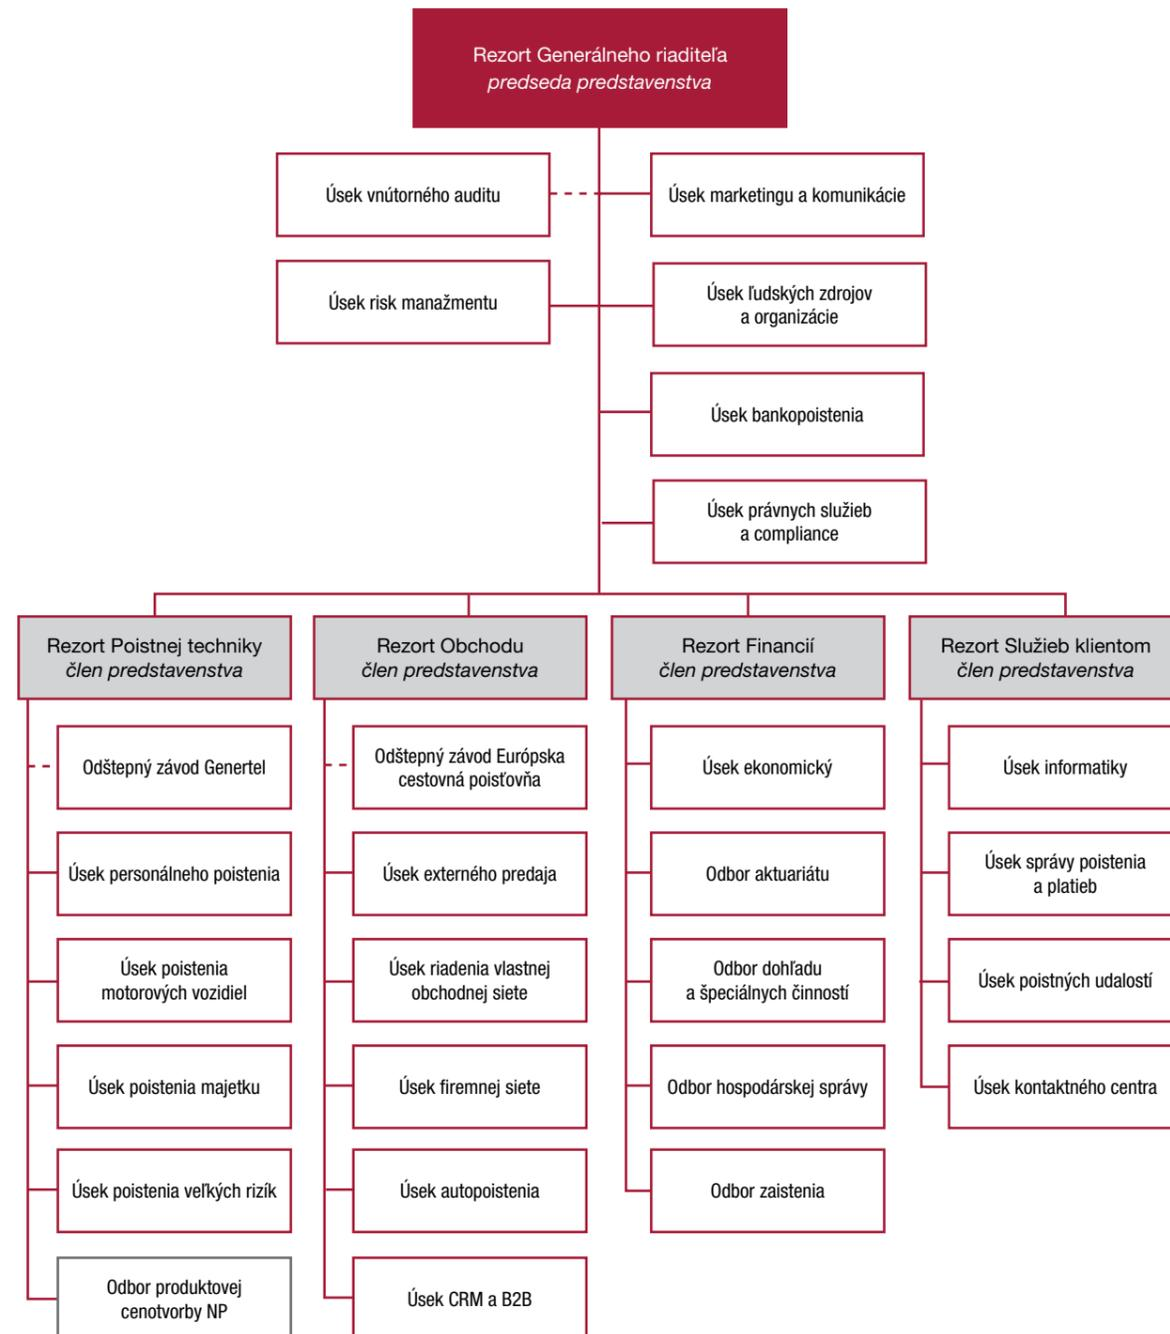 Rezort Generálneho riaditeľa
predseda predstavenstva
Úsek vnútorného auditu
Úsek marketingu a komunikácie
Úsek risk manažmentu
Úsek ľudských zdrojov
a organizácie
Úsek bankopoistenia
Úsek právnych služieb
a compliance
Rezort Poistnej techniky
člen predstavenstva
Odštepný závod Genertel
Úsek personálneho poistenia
Úsek poistenia
motorových vozidiel
Úsek poistenia majetku
Úsek poistenia veľkých rizík
Odbor produktovej
cenotvorby NP
Rezort Obchodu
člen predstavenstva
Odštepný závod Európska
cestovná poisťovňa
Úsek externého predaja
Úsek riadenia vlastnej
obchodnej siete
Úsek firemnej siete
Úsek autopoistenia
Úsek CRM a B2B
Rezort Financií
člen predstavenstva
Úsek ekonomický
Odbor aktuariátu
Odbor dohľadu
a špeciálnych činností
Odbor hospodárskej správy
Odbor zaistenia
Rezort Služieb klientom
člen predstavenstva
Úsek informatiky
Úsek správy poistenia
a platieb
Úsek poistných udalostí
Úsek kontaktného centra